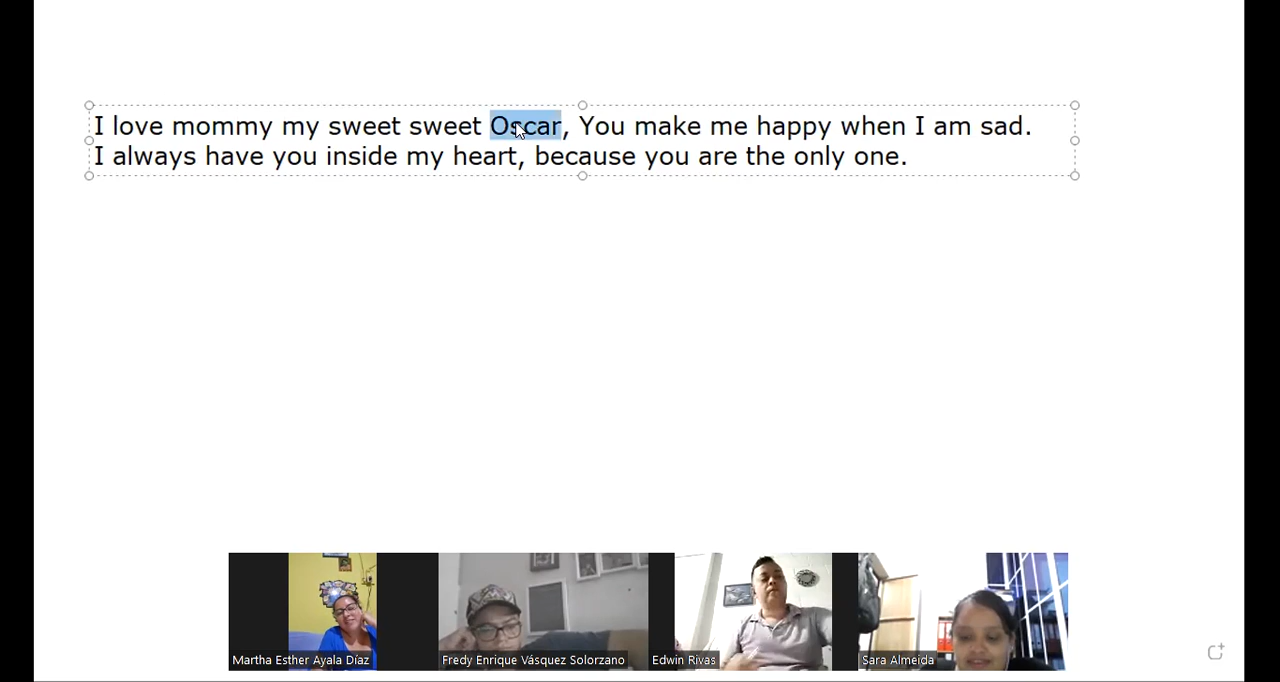 I love mommy my sweet sweet Oscar, You make me happy when I am sad.
I always have you inside my heart, because you are the only one.
Martha Esther Ayala Díaz
Fredy Enrique Vásquez Solorzano
Edwin Rivas
Sara Almeida